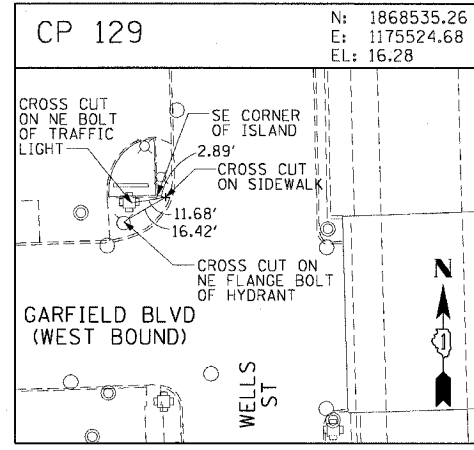 CP 129
N: 1868535.26
E: 1175524.68
EL: 16.28
CROSS CUT
ON NE BOLT
OF TRAFFIC
LIGHT
SE CORNER
OF ISLAND
2.89'
CROSS CUT
ON SIDEWALK
11.68'
16.42'
CROSS CUT ON
NE FLANGE BOLT
OF HYDRANT
GARFIELD BLVD
(WEST BOUND)
WELLS
ST
N
1